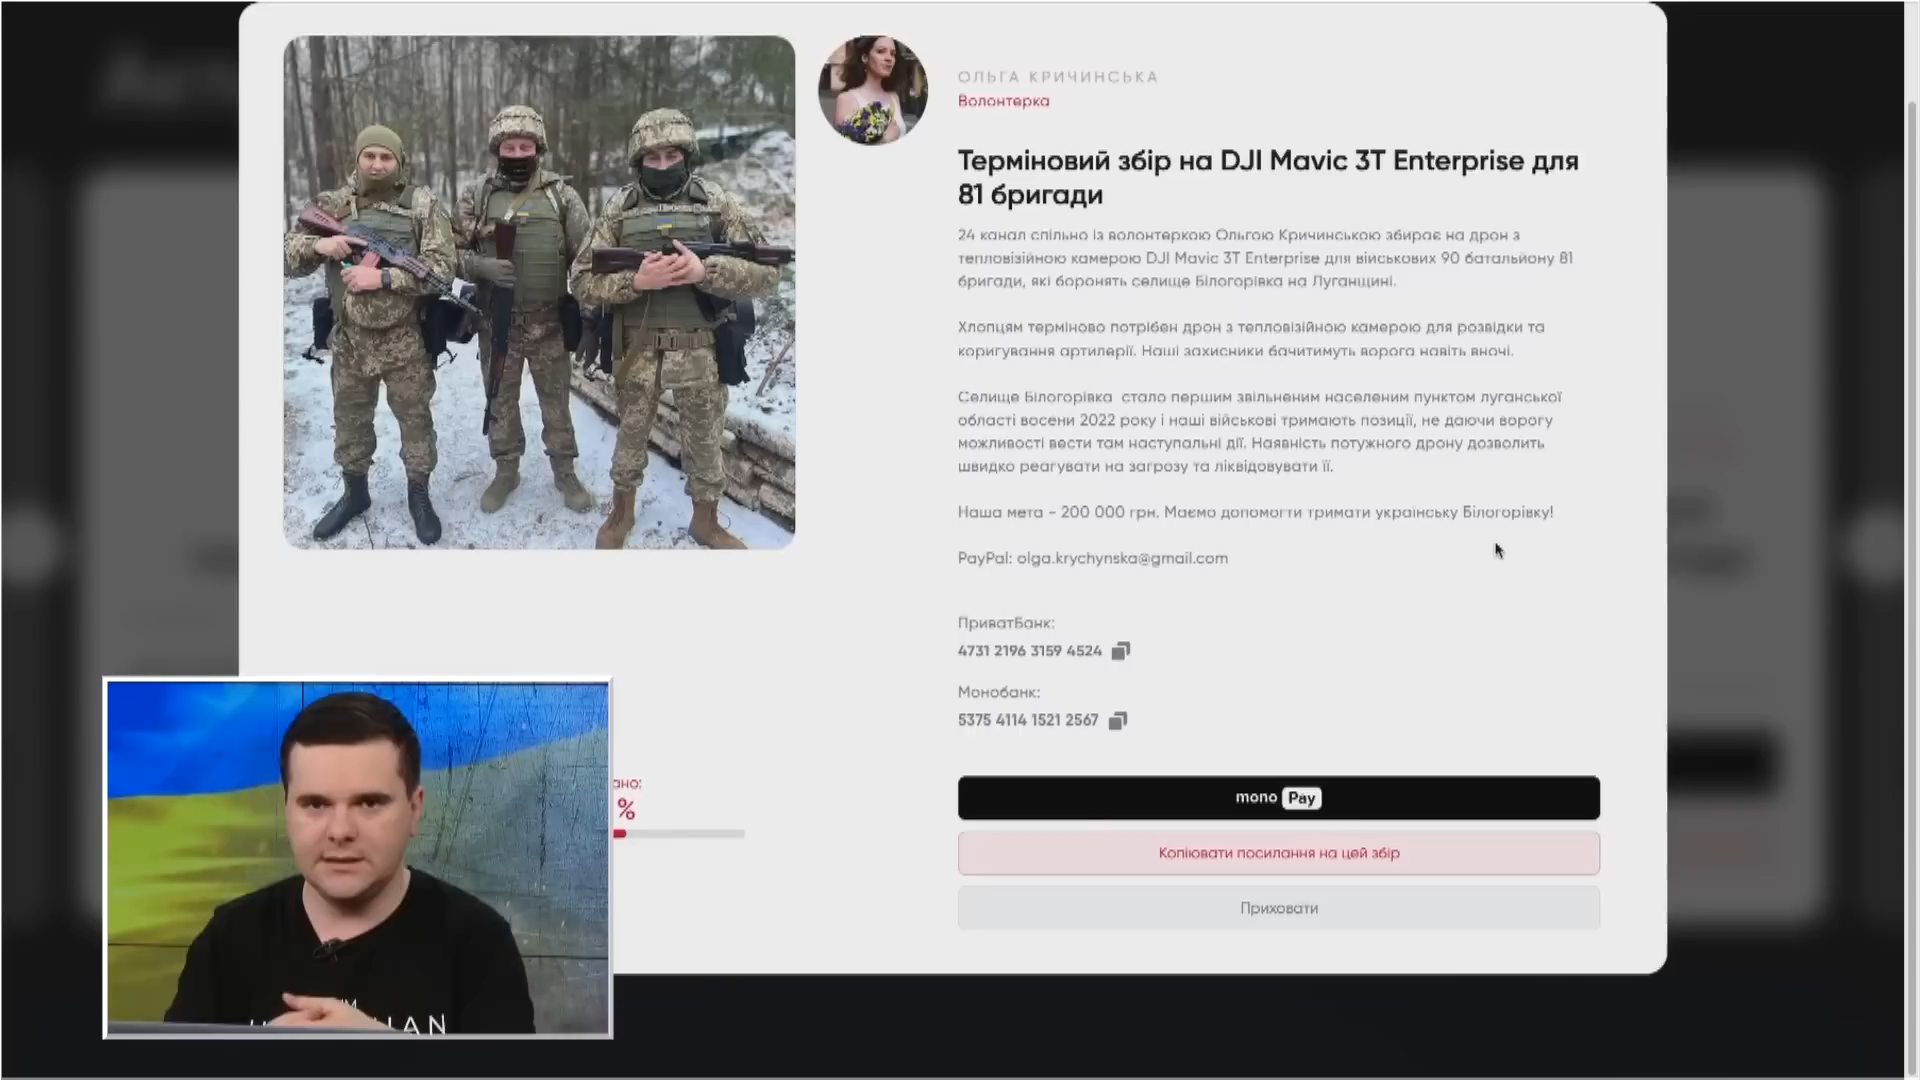 ОЛЬГА КРИЧИНСЬКА
Волонтерка
Терміновий збір на DJI Mavic 3T Enterprise для
81 бригади
24 канал спільно із волонтеркою Ольгою Кричинською збирає на дрон з
тепловізійною камерою DJI Mavic 3T Enterprise для військових 90 батальйону 81
бригади, які боронять селище Білогорівка на Луганщині.
Хлопцям терміново потрібен дрон з тепловізійною камерою для розвідки та
коригування артилерії. Наші захисники бачитимуть ворога навіть вночі.
Селище Білогорівка стало першим звільненим населеним пунктом луганської
області восени 2022 року і наші військові тримають позиції, не даючи ворогу
можливості вести там наступальні дії. Наявність потужного дрону дозволить
швидко реагувати на загрозу та ліквідовувати її.
Наша мета - 200 000 грн. Маємо допомогти тримати українську Білогорівку!
PayPal: olga.krychynska@gmail.com
ПриватБанк:
4731 2196 3159 4524
Монобанк:
5375 4114 1521 2567
ано:
%
mono Pay
Копіювати посилання на цей збір
Приховати